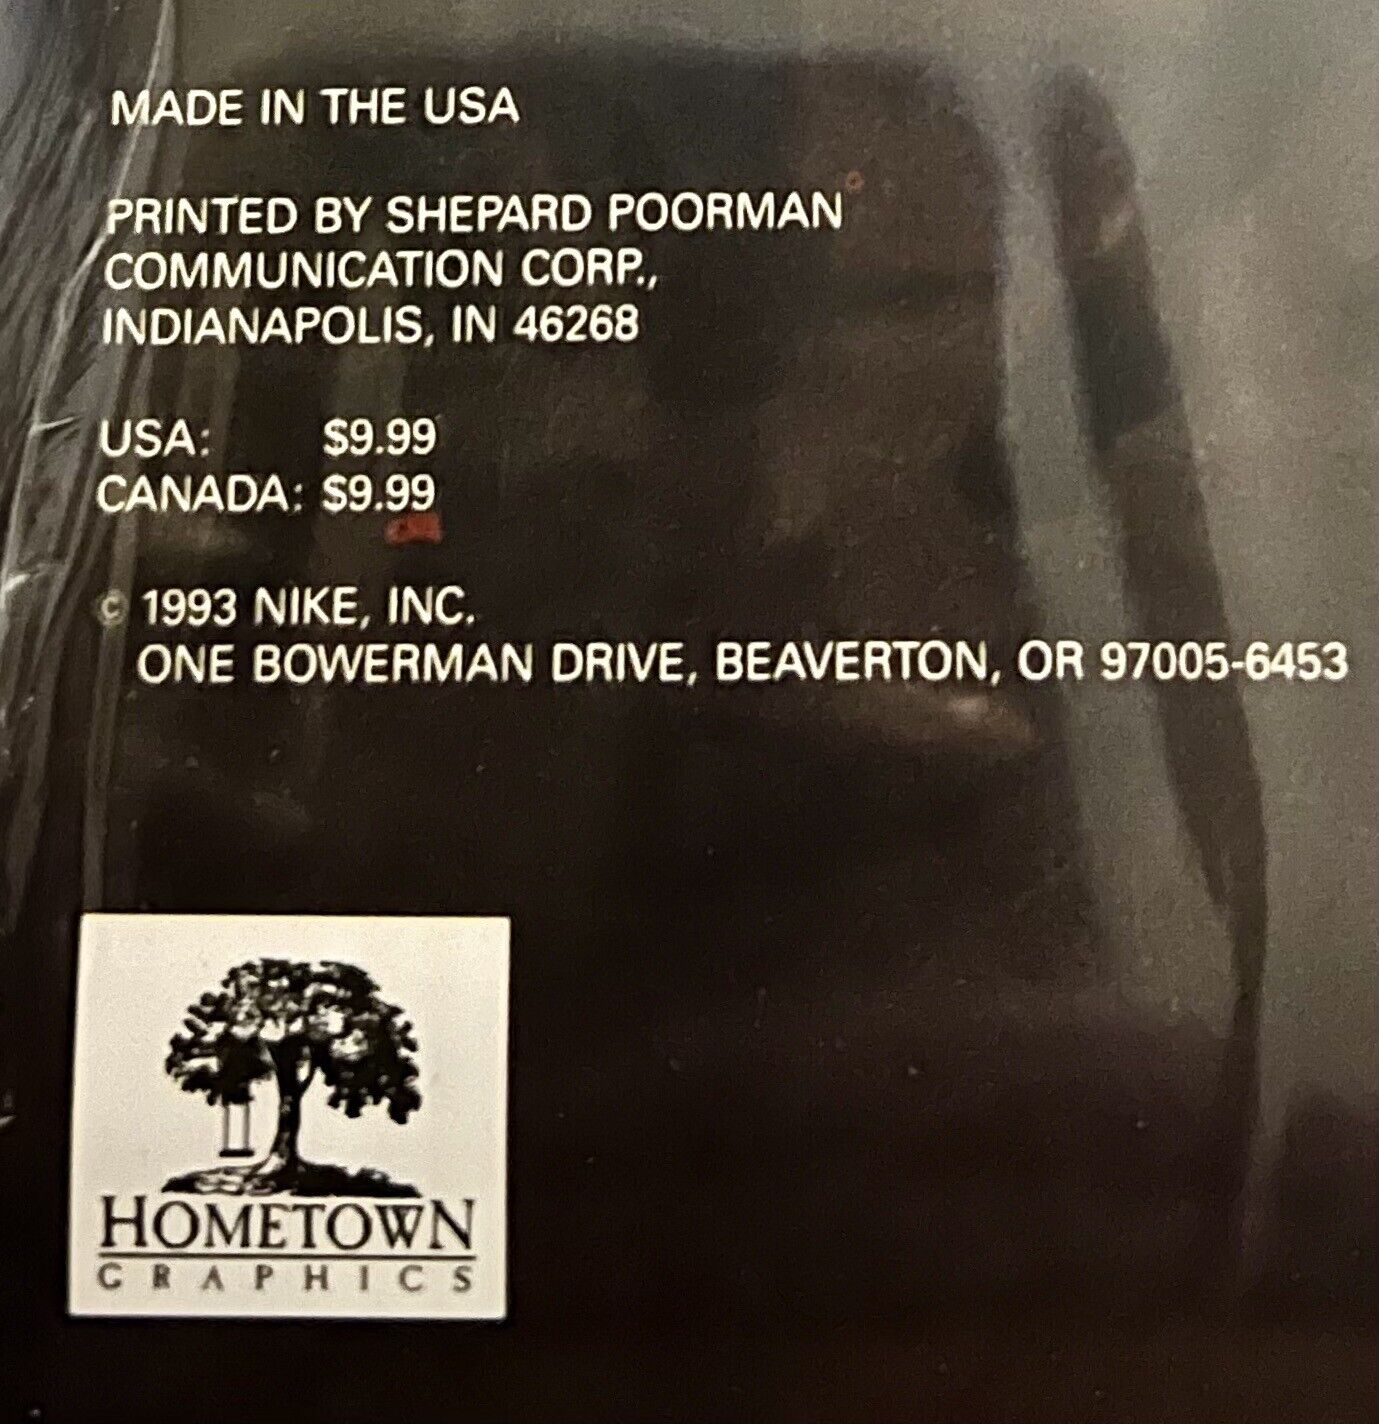 MADE IN THE USA
PRINTED BY SHEPARD POORMAN
COMMUNICATION CORP.,
INDIANAPOLIS, IN 46268
USA: $9.99
CANADA: $9.99
© 1993 NIKE, INC.
ONE BOWERMAN DRIVE, BEAVERTON, OR 97005-6453
HOMETOWN
GRAPHICS